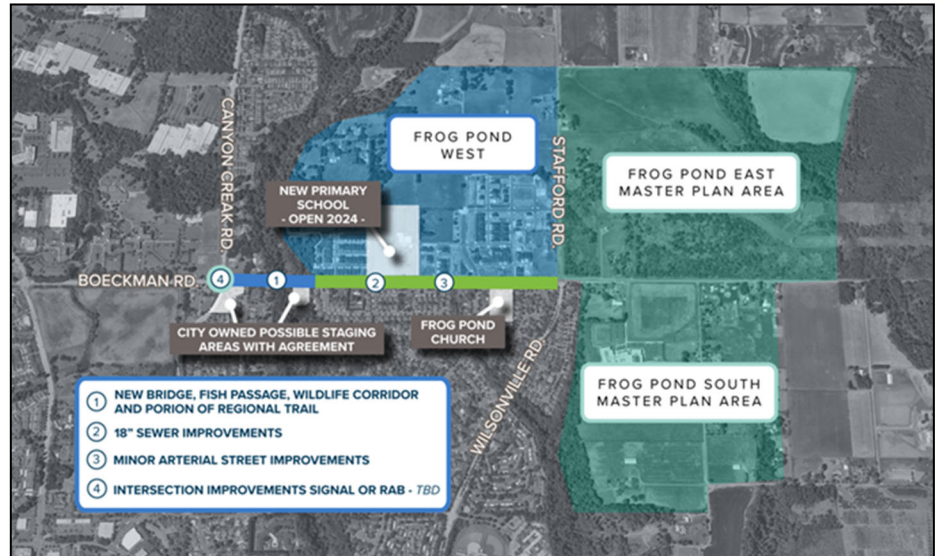 FROG POND
WEST
CANYON CREAK RD.
STAFFORD RD.
FROG POND EAST
MASTER PLAN AREA
NEW PRIMARY
SCHOOL
- OPEN 2024 -
BOECKMAN RD.
4
1
2
3
CITY OWNED POSSIBLE STAGING
AREAS WITH AGREEMENT
FROG POND
CHURCH
WILSONVILLE RD.
FROG POND SOUTH
MASTER PLAN AREA
1 NEW BRIDGE, FISH PASSAGE, WILDLIFE CORRIDOR
AND PORION OF REGIONAL TRAIL
2 18" SEWER IMPROVEMENTS
3 MINOR ARTERIAL STREET IMPROVEMENTS
4 INTERSECTION IMPROVEMENTS SIGNAL OR RAB - TBD